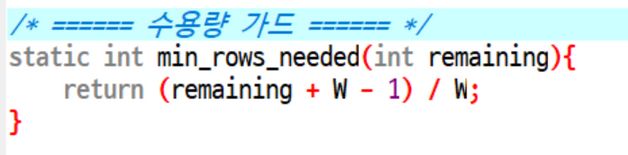 /* ====== 수용량 가드 ====== */
static int min_rows_needed(int remaining){
    return (remaining + W - 1) / W;
}